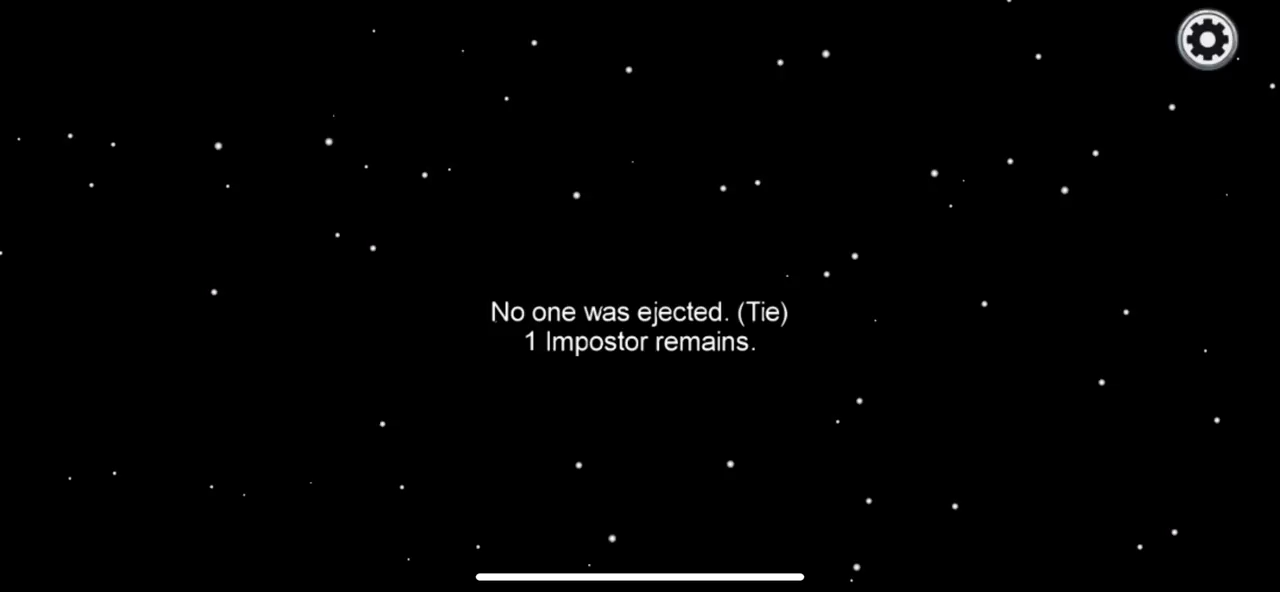 No one was ejected. (Tie)
1 Impostor remains.